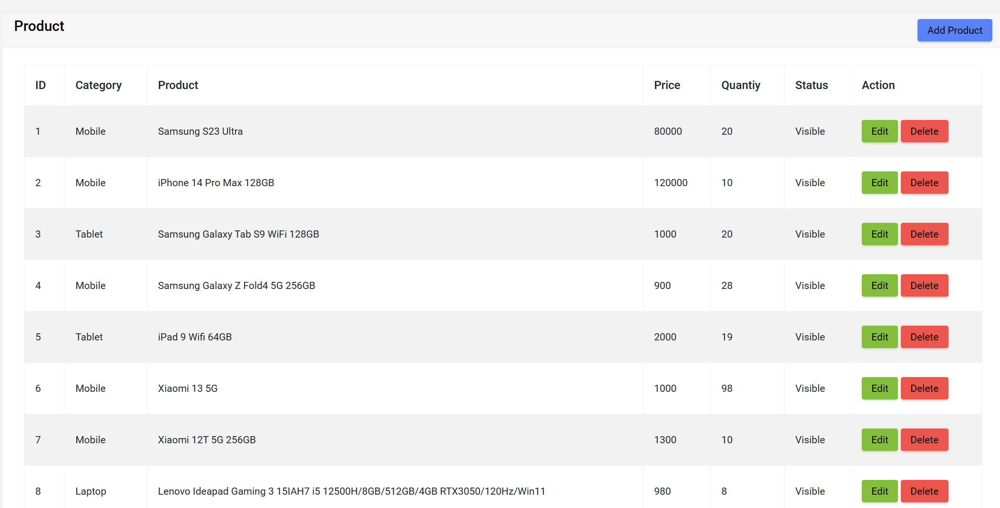 Product
Add Product
ID Category Product Price Quantiy Status Action
1 Mobile Samsung S23 Ultra 80000 20 Visible Edit Delete
2 Mobile iPhone 14 Pro Max 128GB 120000 10 Visible Edit Delete
3 Tablet Samsung Galaxy Tab S9 WiFi 128GB 1000 20 Visible Edit Delete
4 Mobile Samsung Galaxy Z Fold4 5G 256GB 900 28 Visible Edit Delete
5 Tablet iPad 9 Wifi 64GB 2000 19 Visible Edit Delete
6 Mobile Xiaomi 13 5G 1000 98 Visible Edit Delete
7 Mobile Xiaomi 12T 5G 256GB 1300 10 Visible Edit Delete
8 Laptop Lenovo Ideapad Gaming 3 15IAH7 i5 12500H/8GB/512GB/4GB RTX3050/120Hz/Win11 980 8 Visible Edit Delete